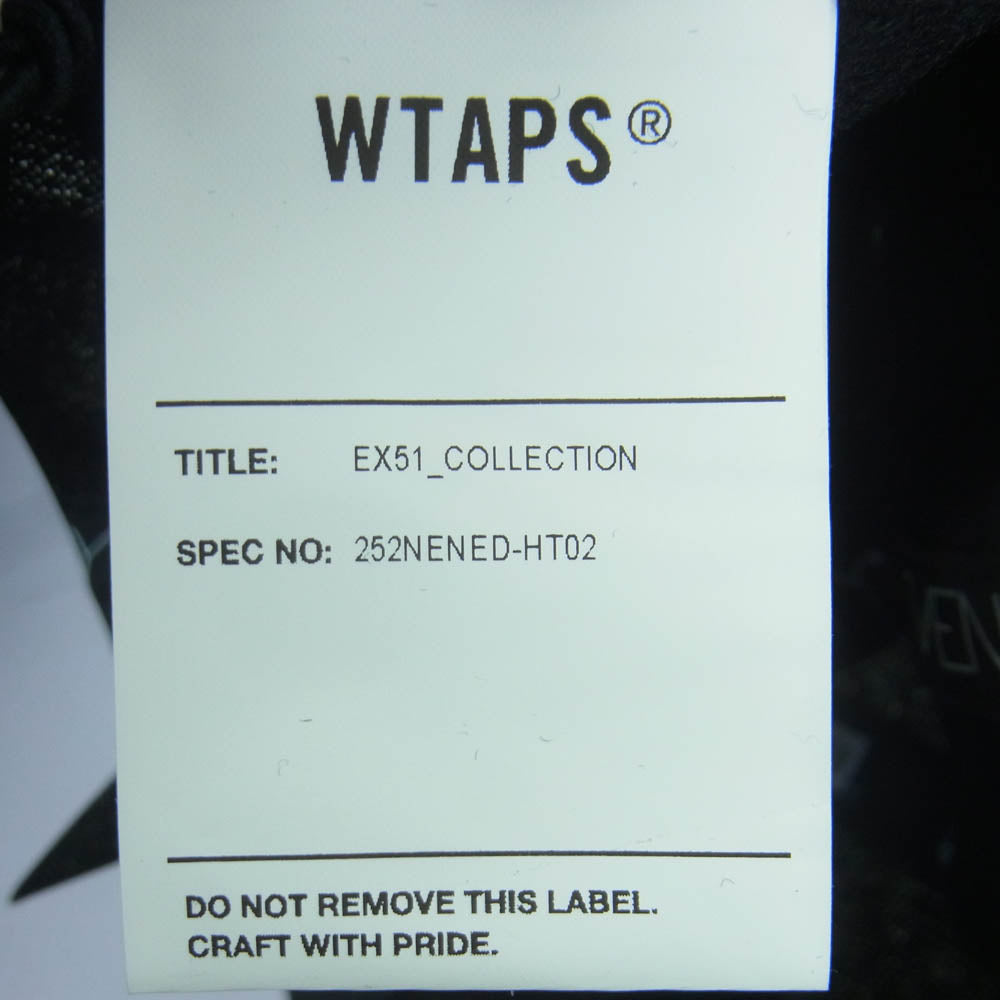 WTAPS®
TITLE: EX51_COLLECTION
SPEC NO: 252NENED-HT02
DO NOT REMOVE THIS LABEL.
CRAFT WITH PRIDE.